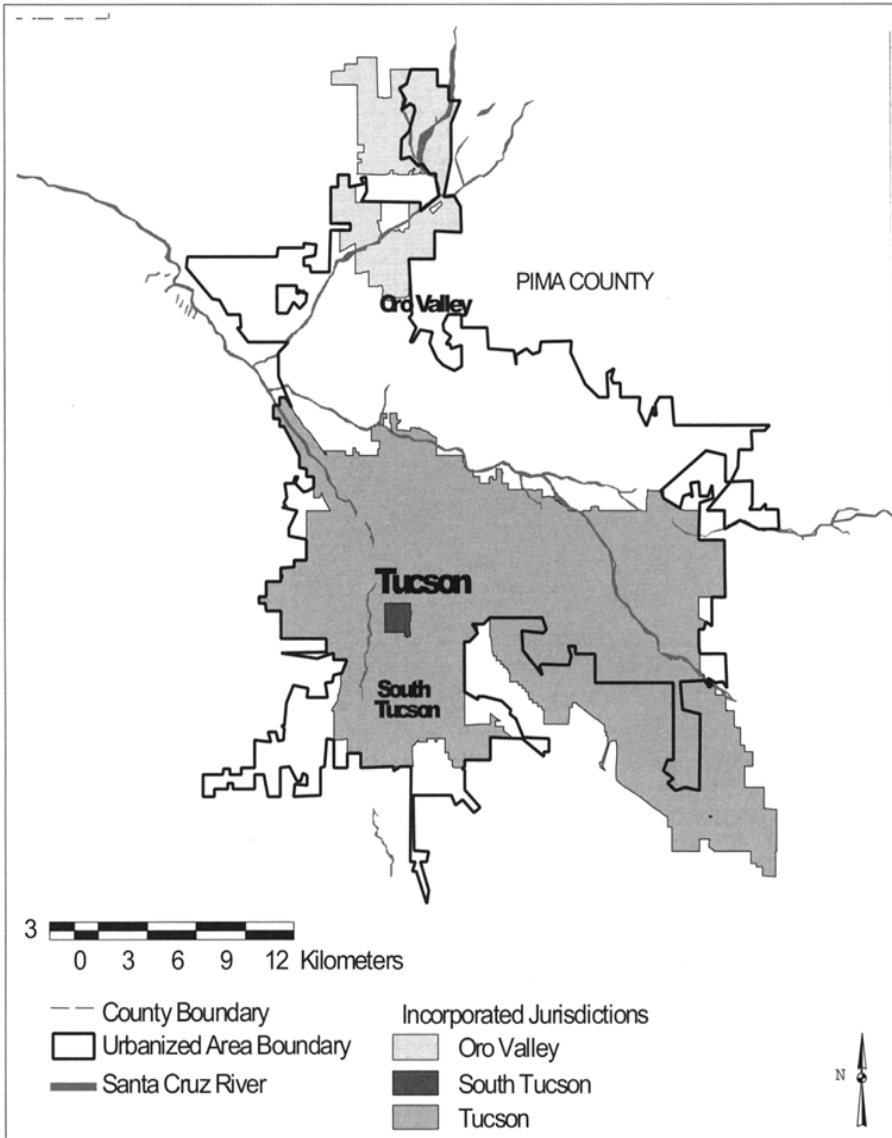 PIMA COUNTY
Oro Valley
Tucson
South
Tucson
3
0 3 6 9 12 Kilometers
County Boundary
Urbanized Area Boundary
Santa Cruz River
Incorporated Jurisdictions
Oro Valley
South Tucson
Tucson
N